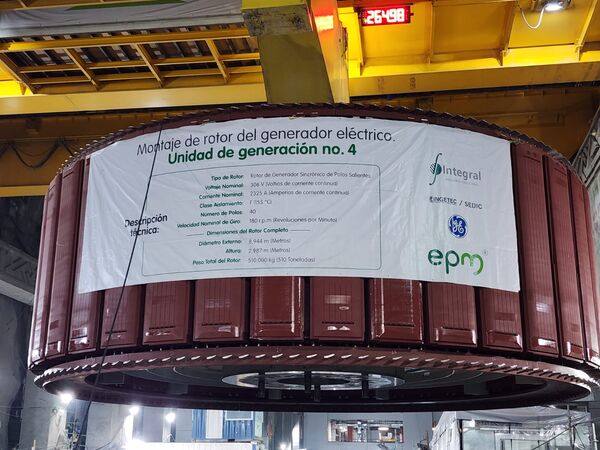 26498
Montaje de rotor del generador eléctrico.
Unidad de generación no. 4
Descripción
técnica:
Tipo de Rotor: Rotor de Generador Sincrónico de Polos Salientes
Voltaje Nominal: 306 V (Voltios de corriente continua)
Corriente Nominal: 2325 A (Amperios de corriente continua)
Clase Aislamiento: F (155 °C)
Número de Polos: 40
Velocidad Nominal de Giro: 180 r.p.m (Revoluciones por Minuto)
Dimensiones del Rotor Completo
Diámetro Externo: 8,944 m (Metros)
Altura: 2,987 m (Metros)
Peso Total del Rotor: 510.000 kg (510 Toneladas)
Integral
INGETEC / SEDIC
GE
epm